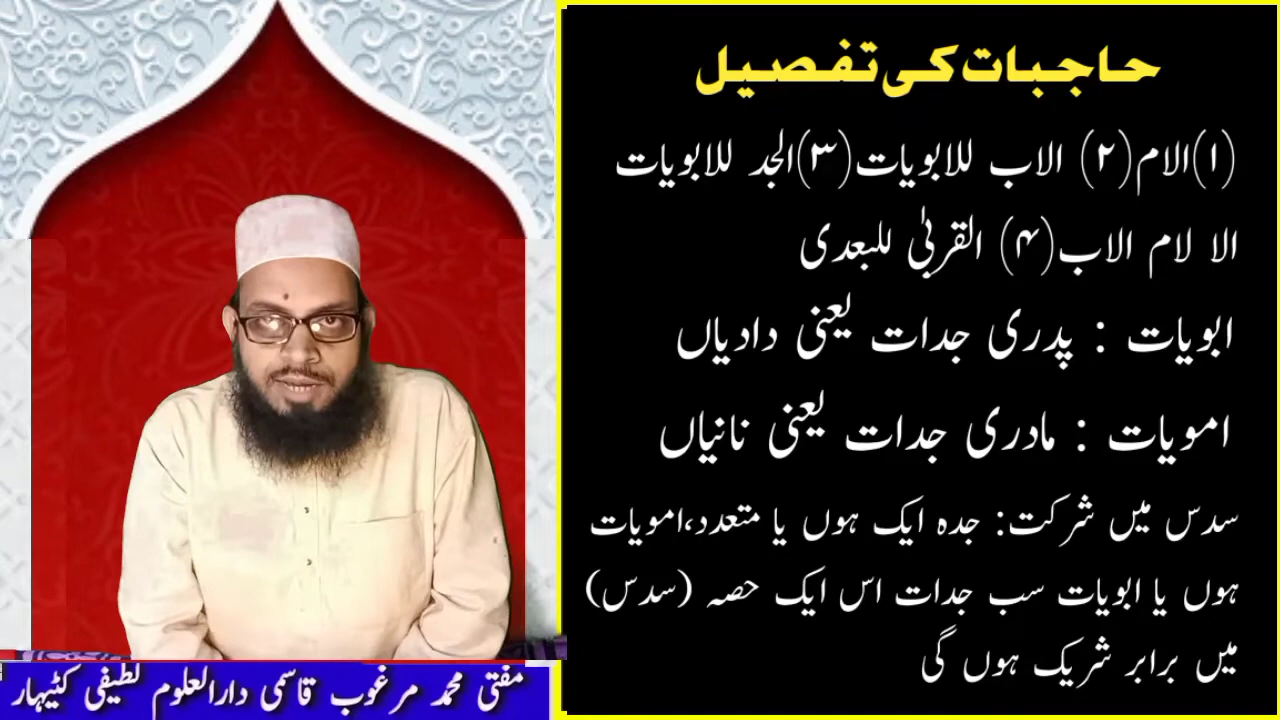 حاجبات کی تفصیل
(۱)الام(۲) الاب للابویات(۳)الجد للابویات
الا لام الاب(۴) القربیٰ للبعدی
ابویات : پدری جدات یعنی دادیاں
امویات : مادری جدات یعنی نانیاں
سدس میں شرکت: جدہ ایک ہوں یا متعدد،امویات
ہوں یا ابویات سب جدات اس ایک حصہ (سدس)
میں برابر شریک ہوں گی
مفتی محمد مرغوب قاسمی دارالعلوم لطیفی کٹیہار